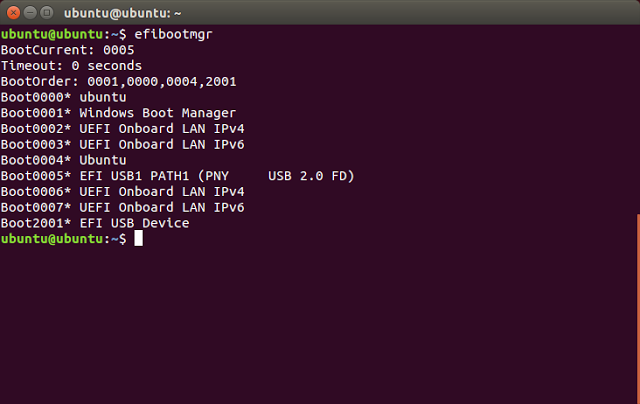 ubuntu@ubuntu: ~
ubuntu@ubuntu:~$ efibootmgr
BootCurrent: 0005
Timeout: 0 seconds
BootOrder: 0001,0000,0004,2001
Boot0000* ubuntu
Boot0001* Windows Boot Manager
Boot0002* UEFI Onboard LAN IPv4
Boot0003* UEFI Onboard LAN IPv6
Boot0004* Ubuntu
Boot0005* EFI USB1 PATH1 (PNY     USB 2.0 FD)
Boot0006* UEFI Onboard LAN IPv4
Boot0007* UEFI Onboard LAN IPv6
Boot2001* EFI USB Device
ubuntu@ubuntu:~$